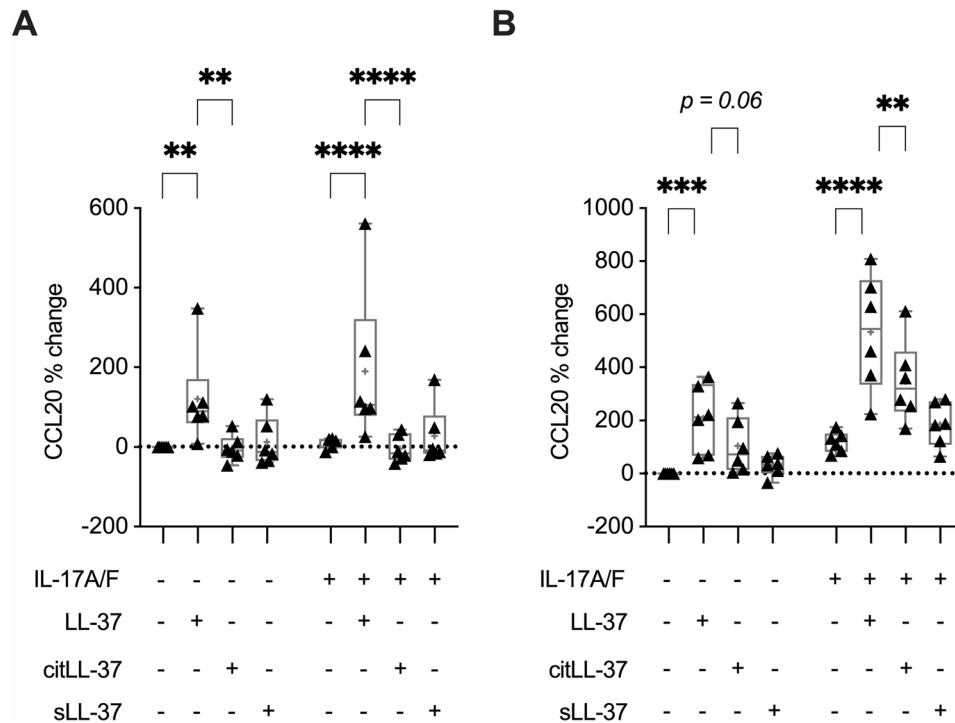 A
** ****
** ****
CCL20 % change
600
400
200
0
-200
IL-17A/F - - - - + + + +
LL-37 - + - - - + - -
citLL-37 - - + - - - + -
sLL-37 - - - + - - - +
B
p = 0.06 **
*** ****
CCL20 % change
1000
800
600
400
200
0
-200
IL-17A/F - - - - + + + +
LL-37 - + - - - + - -
citLL-37 - - + - - - + -
sLL-37 - - - + - - - +